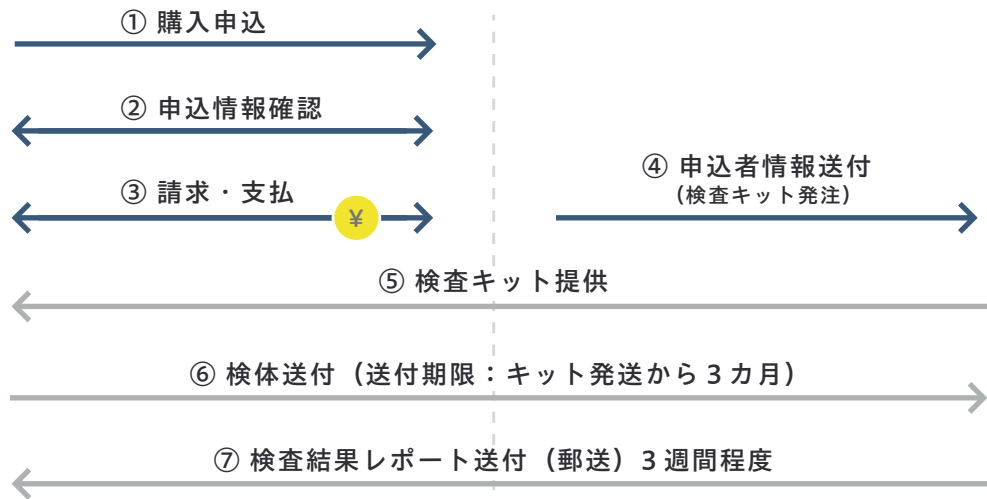 ① 購入申込
② 申込情報確認
③ 請求・支払
¥
④ 申込者情報送付
(検査キット発注)
⑤ 検査キット提供
⑥ 検体送付（送付期限：キット発送から３カ月）
⑦ 検査結果レポート送付（郵送）３週間程度